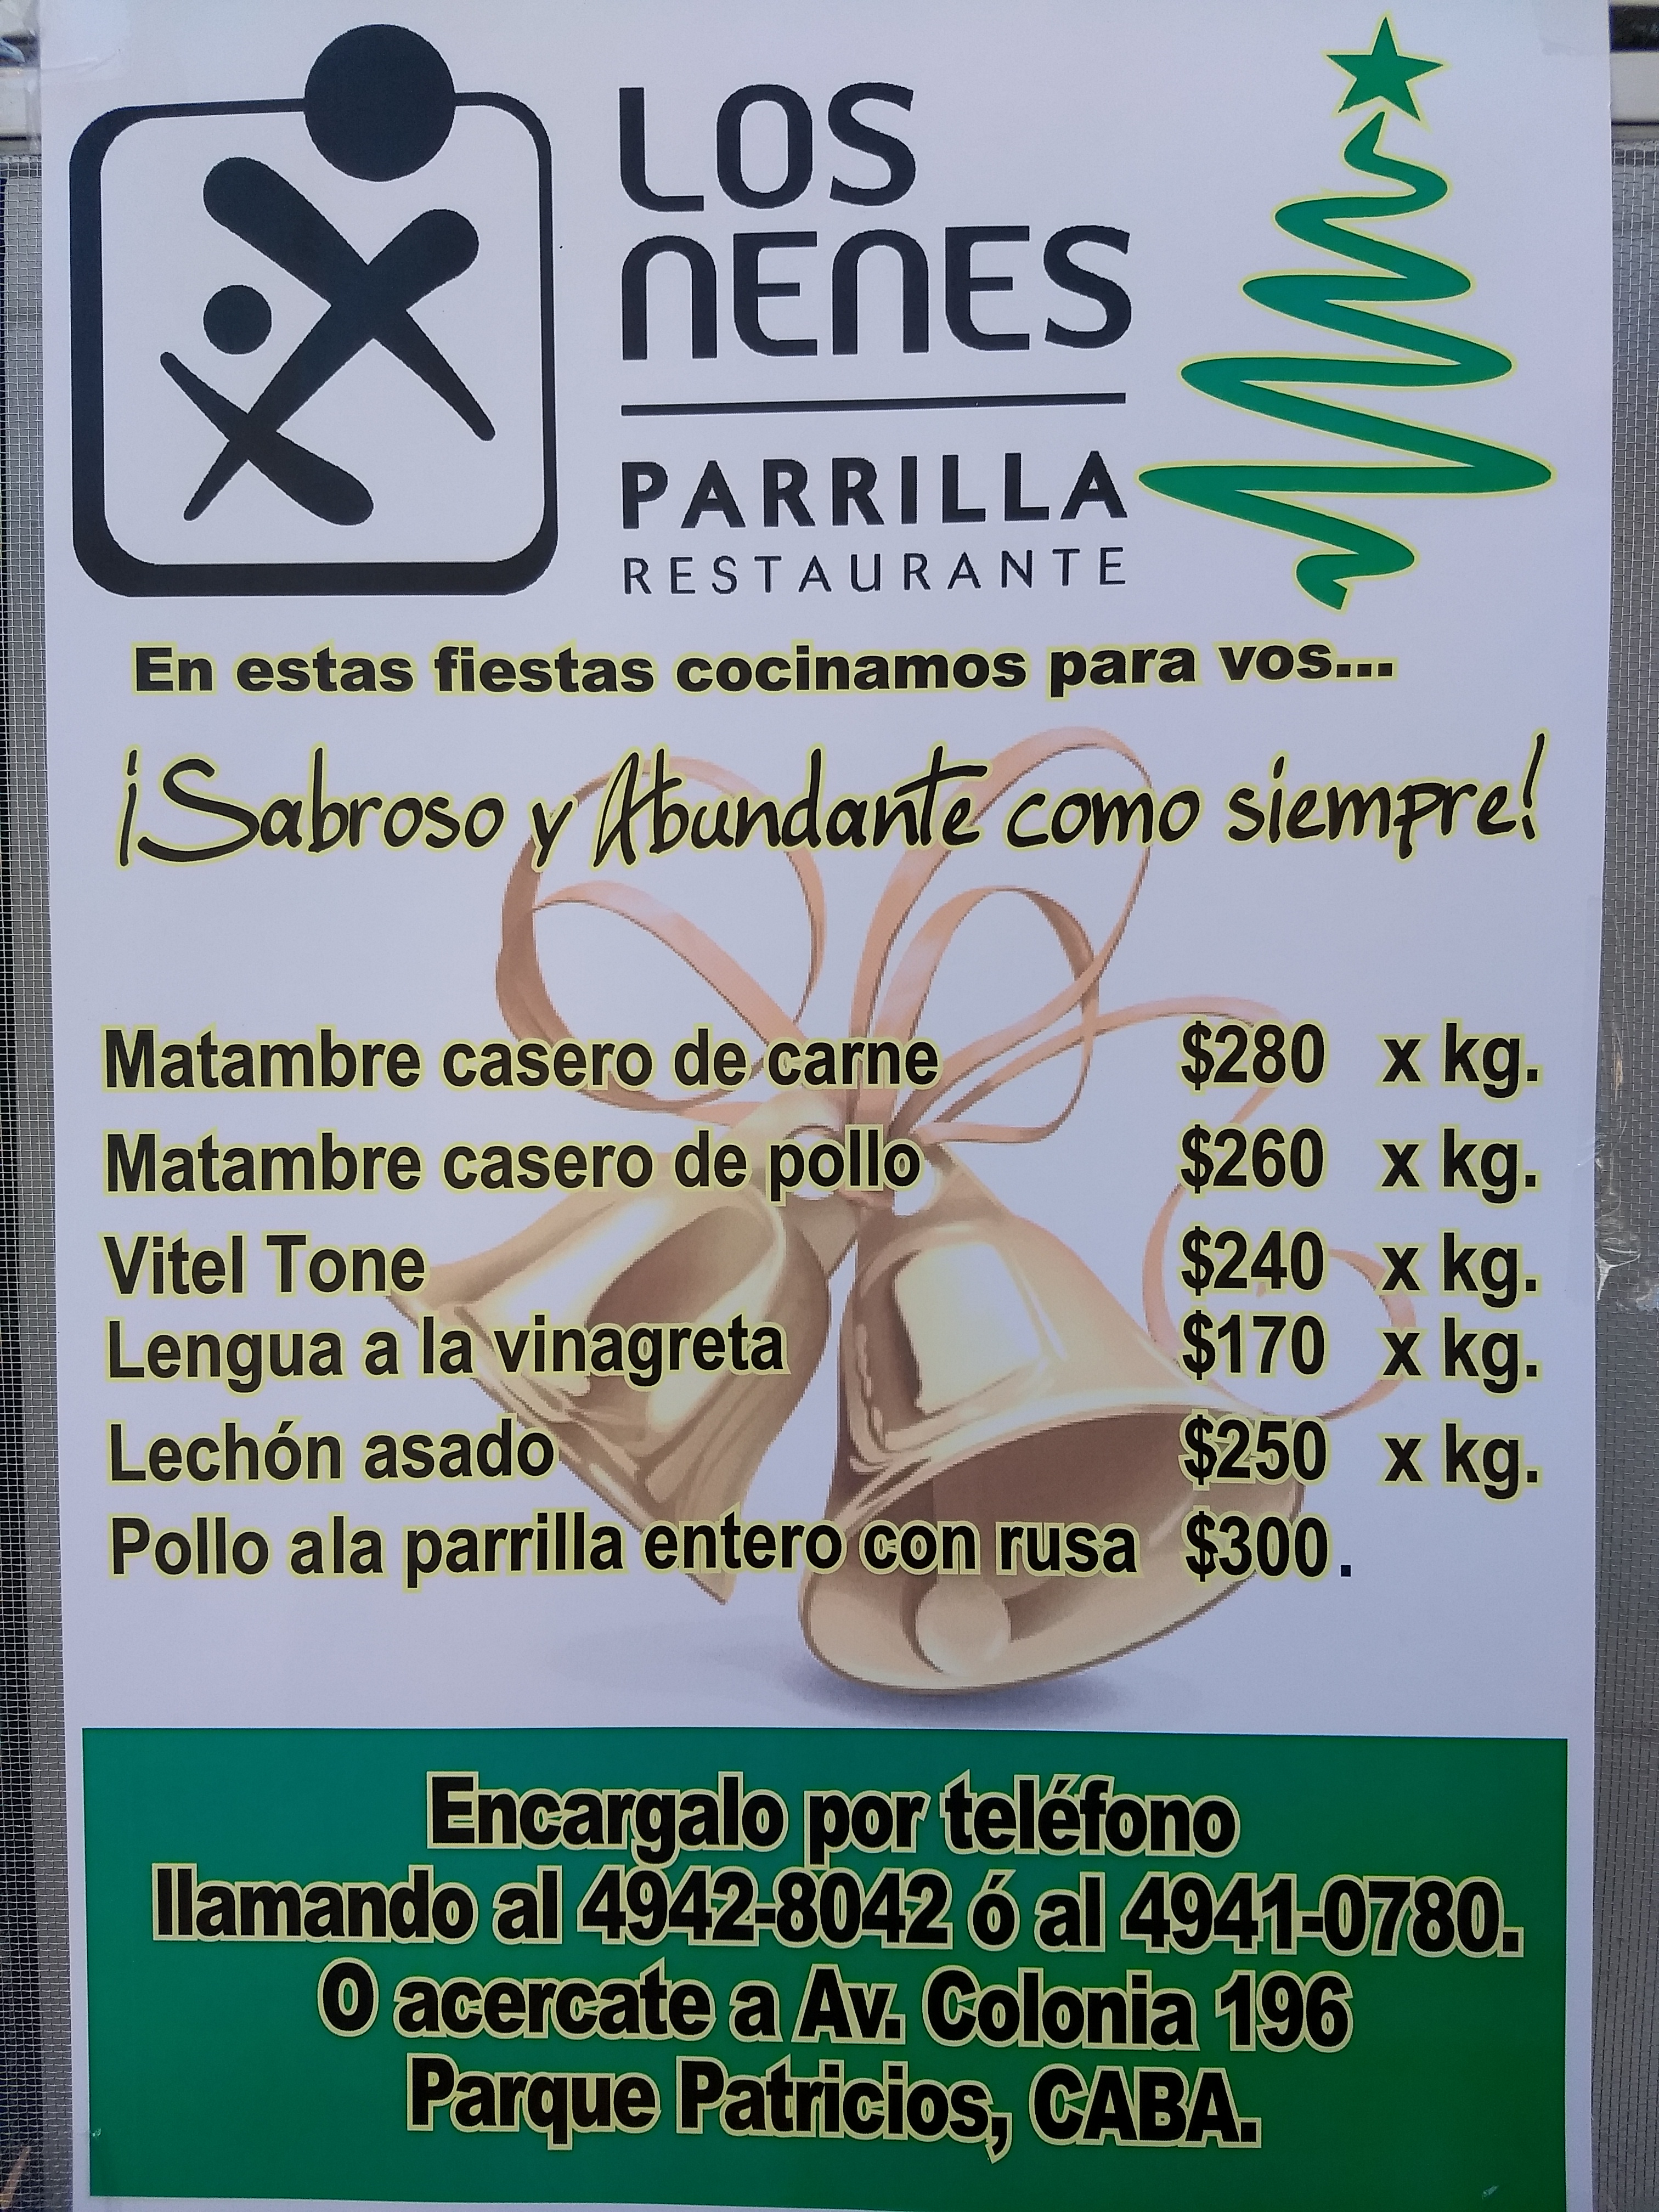 LOS
NENES
PARRILLA
RESTAURANTE
En estas fiestas cocinamos para vos...
¡Sabroso y Abundante como siempre!
Matambre casero de carne $280 x kg.
Matambre casero de pollo $260 x kg.
Vitel Tone $240 x kg.
Lengua a la vinagreta $170 x kg.
Lechón asado $250 x kg.
Pollo ala parrilla entero con rusa $300.
Encargalo por teléfono
llamando al 4942-8042 ó al 4941-0780.
O acercate a Av. Colonia 196
Parque Patricios, CABA.